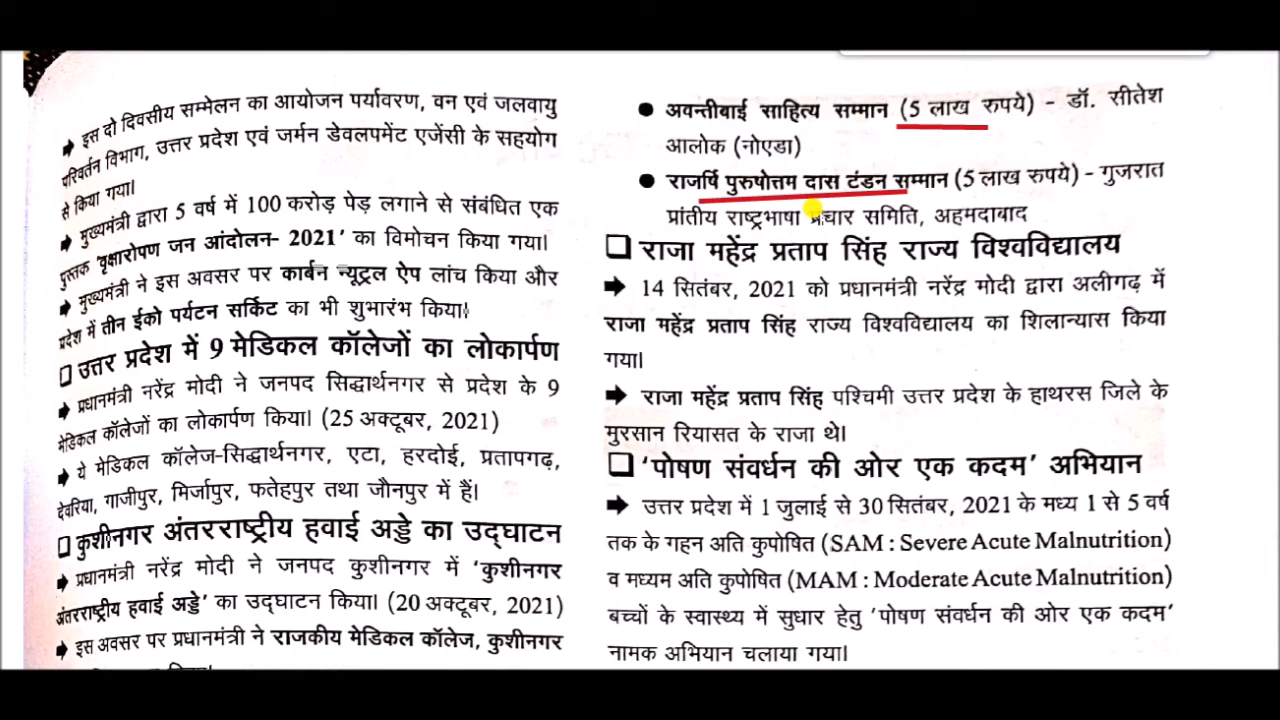 ➡ इस दो दिवसीय सम्मेलन का आयोजन पर्यावरण, वन एवं जलवायु
परिवर्तन विभाग, उत्तर प्रदेश एवं जर्मन डेवलपमेंट एजेंसी के सहयोग
से किया गया।
➡ मुख्यमंत्री द्वारा 5 वर्ष में 100 करोड़ पेड़ लगाने से संबंधित एक
पुस्तक 'वृक्षारोपण जन आंदोलन- 2021' का विमोचन किया गया।
➡ मुख्यमंत्री ने इस अवसर पर कार्बन न्यूट्रल ऐप लांच किया और
प्रदेश में तीन ईको पर्यटन सर्किट का भी शुभारंभ किया।
❑ उत्तर प्रदेश में 9 मेडिकल कॉलेजों का लोकार्पण
➡ प्रधानमंत्री नरेंद्र मोदी ने जनपद सिद्धार्थनगर से प्रदेश के 9
मेडिकल कॉलेजों का लोकार्पण किया। (25 अक्टूबर, 2021)
➡ ये मेडिकल कॉलेज-सिद्धार्थनगर, एटा, हरदोई, प्रतापगढ़,
देवरिया, गाजीपुर, मिर्जापुर, फतेहपुर तथा जौनपुर में हैं।
❑ कुशीनगर अंतरराष्ट्रीय हवाई अड्डे का उद्घाटन
➡ प्रधानमंत्री नरेंद्र मोदी ने जनपद कुशीनगर में 'कुशीनगर
अंतरराष्ट्रीय हवाई अड्डे' का उद्घाटन किया। (20 अक्टूबर, 2021)
➡ इस अवसर पर प्रधानमंत्री ने राजकीय मेडिकल कॉलेज, कुशीनगर
● अवन्तीबाई साहित्य सम्मान (5 लाख रुपये) - डॉ. सीतेश
आलोक (नोएडा)
● राजर्षि पुरुषोत्तम दास टंडन सम्मान (5 लाख रुपये) - गुजरात
प्रांतीय राष्ट्रभाषा प्रचार समिति, अहमदाबाद
❑ राजा महेंद्र प्रताप सिंह राज्य विश्वविद्यालय
➡ 14 सितंबर, 2021 को प्रधानमंत्री नरेंद्र मोदी द्वारा अलीगढ़ में
राजा महेंद्र प्रताप सिंह राज्य विश्वविद्यालय का शिलान्यास किया
गया।
➡ राजा महेंद्र प्रताप सिंह पश्चिमी उत्तर प्रदेश के हाथरस जिले के
मुरसान रियासत के राजा थे।
❑ 'पोषण संवर्धन की ओर एक कदम' अभियान
➡ उत्तर प्रदेश में 1 जुलाई से 30 सितंबर, 2021 के मध्य 1 से 5 वर्ष
तक के गहन अति कुपोषित (SAM : Severe Acute Malnutrition)
व मध्यम अति कुपोषित (MAM : Moderate Acute Malnutrition)
बच्चों के स्वास्थ्य में सुधार हेतु 'पोषण संवर्धन की ओर एक कदम'
नामक अभियान चलाया गया।